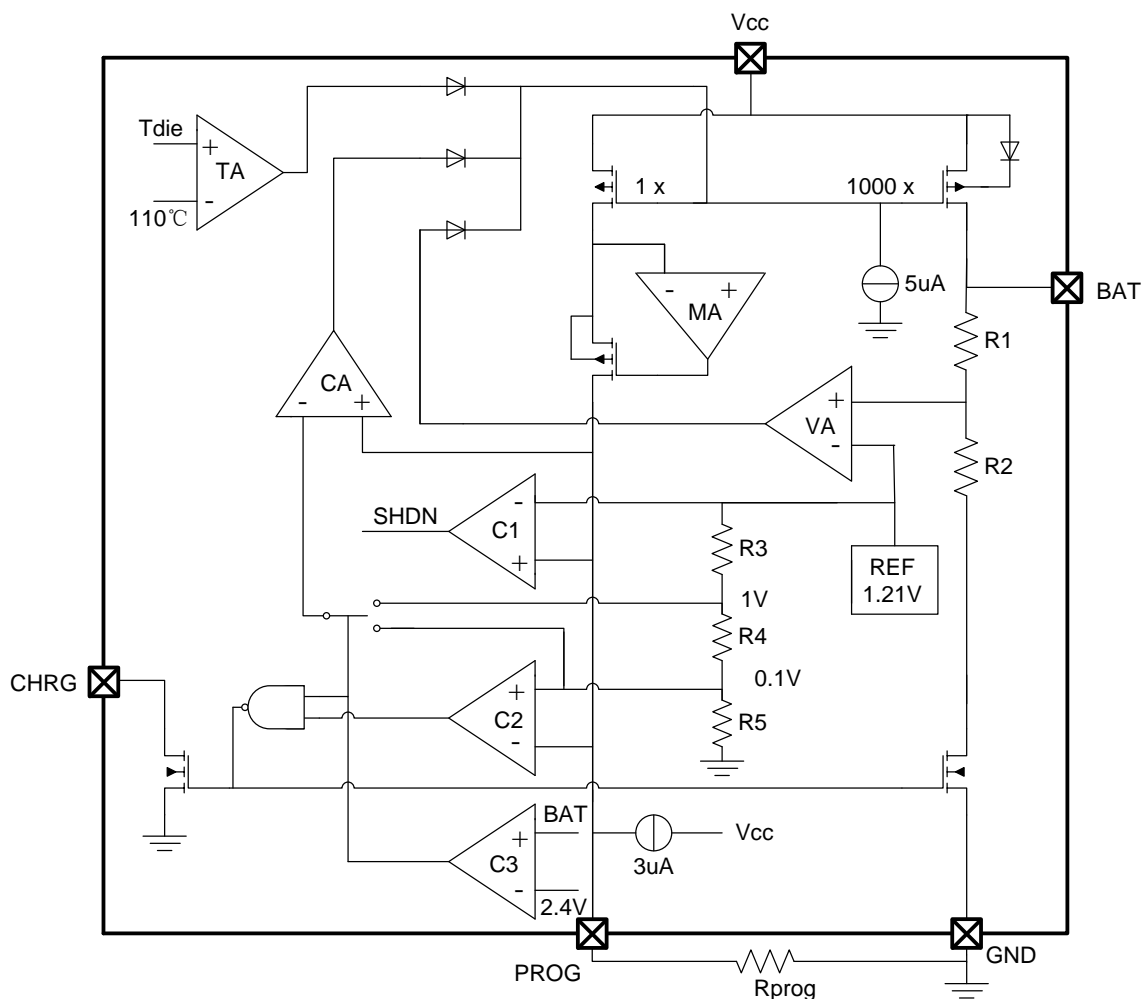 Vcc
Tdie
+
TA
-
110℃
1 x
1000 x
- +
MA
5uA
BAT
R1
CA
- +
+
VA
-
R2
SHDN
-
C1
+
R3
REF
1.21V
1V
R4
CHRG
0.1V
+
C2
-
R5
BAT
+
C3
-
2.4V
3uA
Vcc
PROG
GND
Rprog